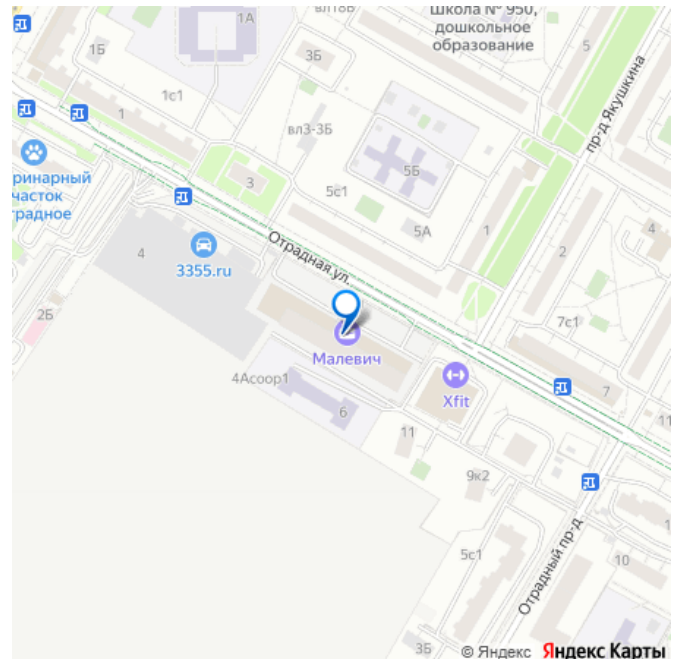 вл18Б
Школа № 950,
дошкольное
образование
1А
1Б
3Б
5
1с1
1
вл3-3Б
пр-д Якушкина
5Б
ринарный
часток
градное
3
5с1
5А
1
4
2
4
3355.ru
Отрадная ул.
2Б
7с1
Малевич
4Асоор1
6
Xfit
7
11
11
9к2
1
5с1
Отрадный пр-д
10
3Б
© Яндекс Яндекс Карты